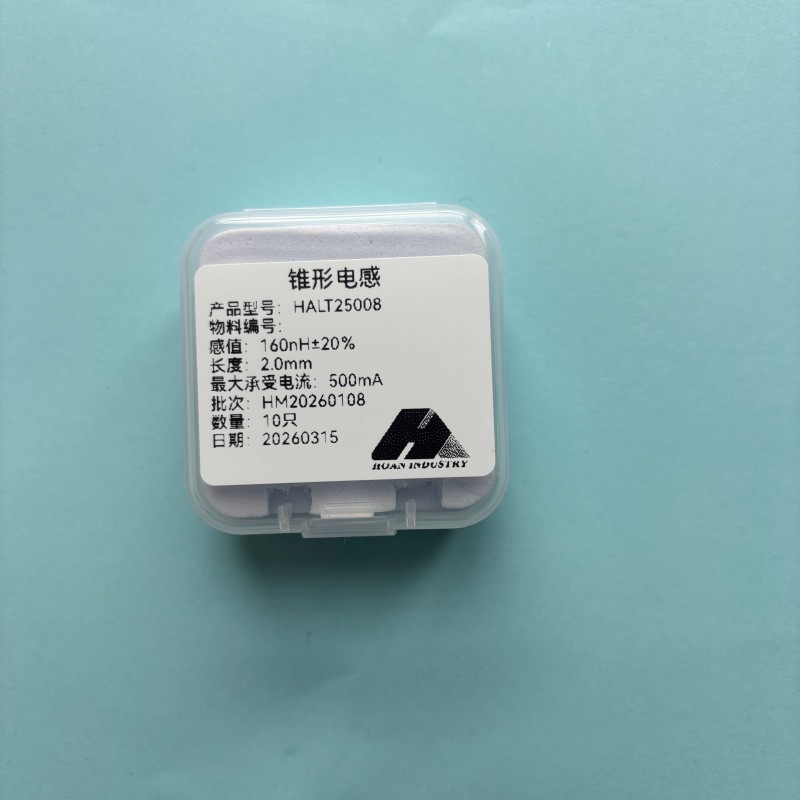 锥形电感
产品型号: HALT25008
物料编号:
感值: 160nH±20%
长度: 2.0mm
最大承受电流: 500mA
批次: HM20260108
数量: 10只
日期: 20260315
HOAN INDUSTRY